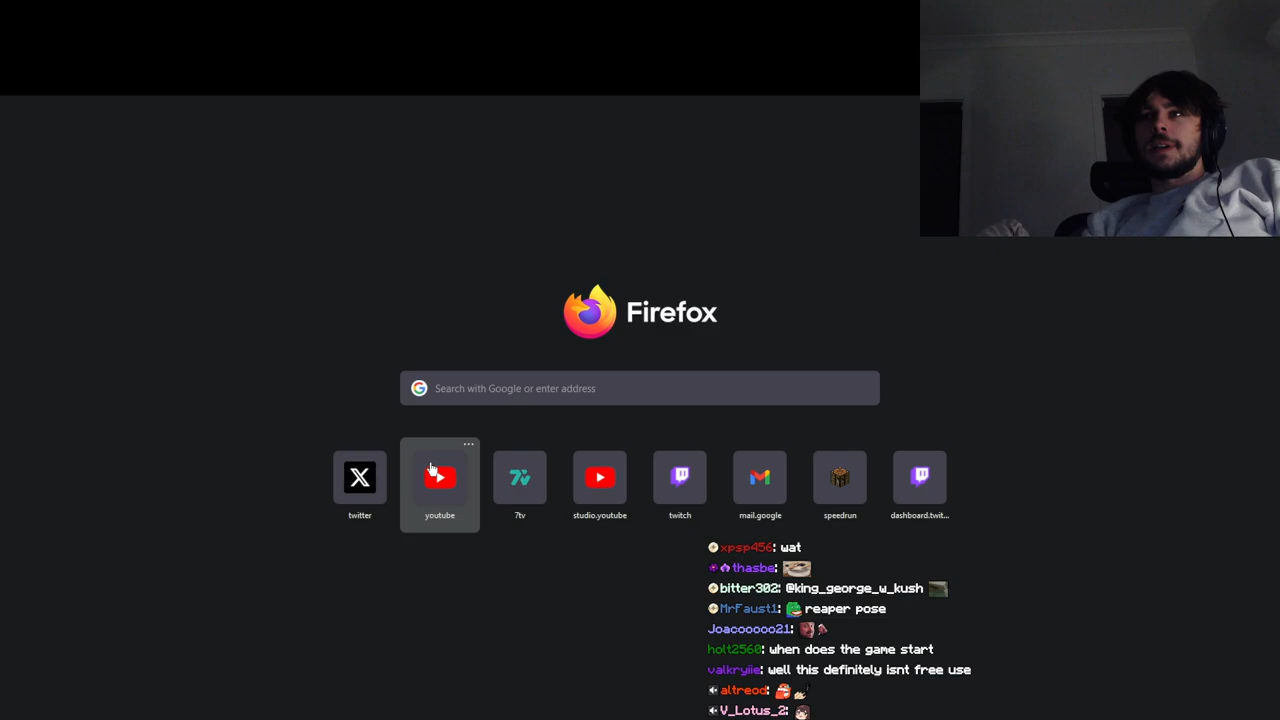 Firefox
Search with Google or enter address
twitter
youtube
7tv
studio.youtube
twitch
mail.google
speedrun
dashboard.twit...
xpsp456: wat
thasbe:
bitter302: @king_george_w_kush
MrFaust1: reaper pose
Joacooooo21:
holt2560: when does the game start
valkryiie: well this definitely isnt free use
altreod:
V_Lotus_2: